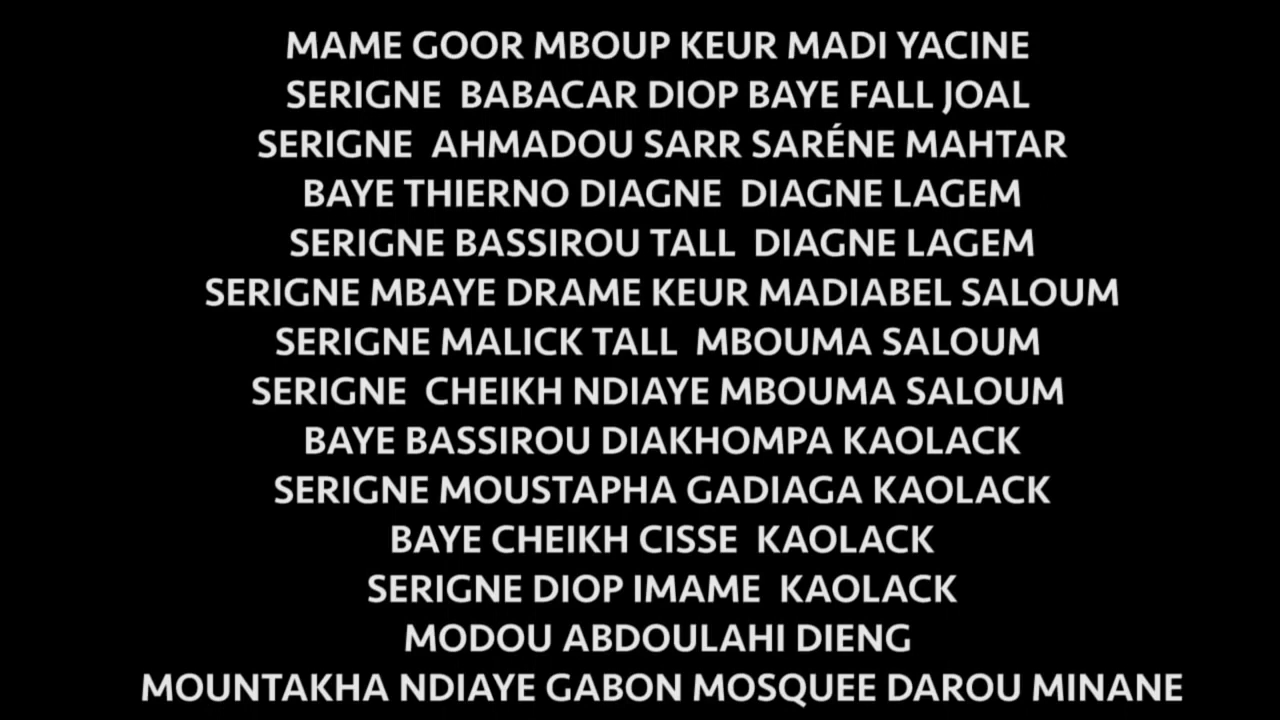 MAME GOOR MBOUP KEUR MADI YACINE
SERIGNE BABACAR DIOP BAYE FALL JOAL
SERIGNE AHMADOU SARR SARÉNE MAHTAR
BAYE THIERNO DIAGNE DIAGNE LAGEM
SERIGNE BASSIROU TALL DIAGNE LAGEM
SERIGNE MBAYE DRAME KEUR MADIABEL SALOUM
SERIGNE MALICK TALL MBOUMA SALOUM
SERIGNE CHEIKH NDIAYE MBOUMA SALOUM
BAYE BASSIROU DIAKHOMPA KAOLACK
SERIGNE MOUSTAPHA GADIAGA KAOLACK
BAYE CHEIKH CISSE KAOLACK
SERIGNE DIOP IMAME KAOLACK
MODOU ABDOULAHI DIENG
MOUNTAKHA NDIAYE GABON MOSQUEE DAROU MINANE